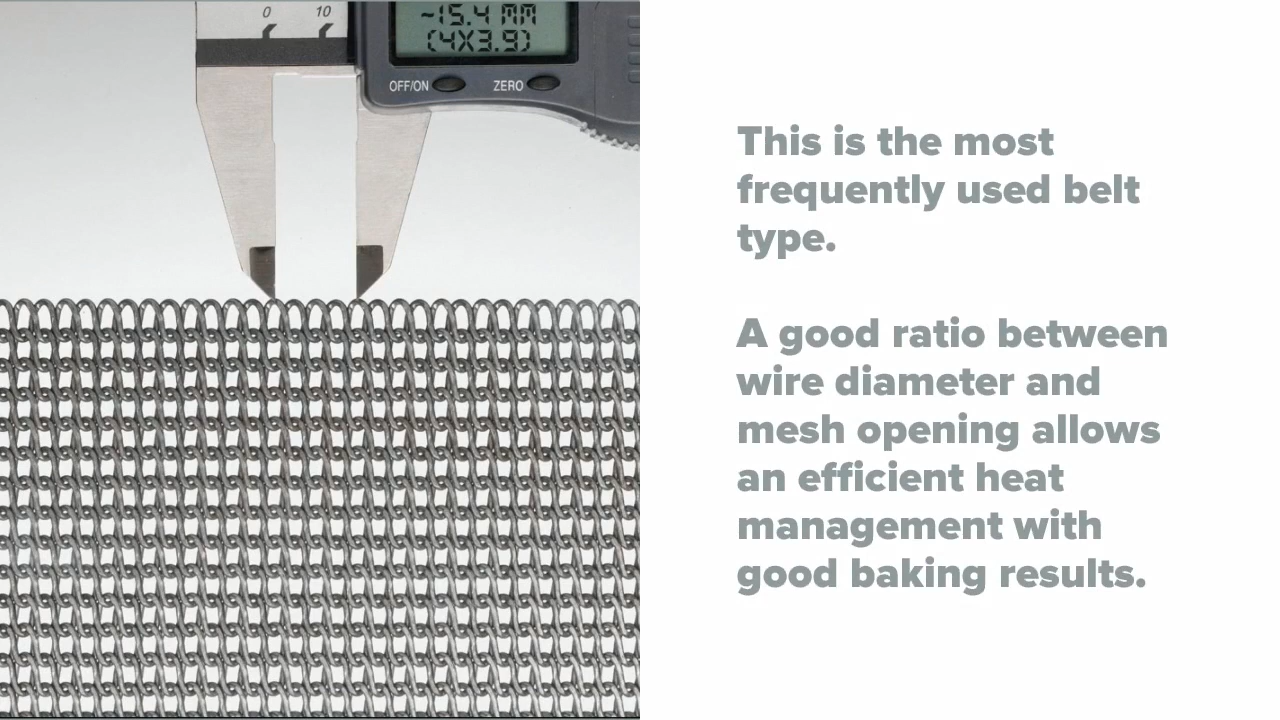 0 10
~15.4 MM
(4X3.9)
OFF/ON ZERO
This is the most
frequently used belt
type.
A good ratio between
wire diameter and
mesh opening allows
an efficient heat
management with
good baking results.